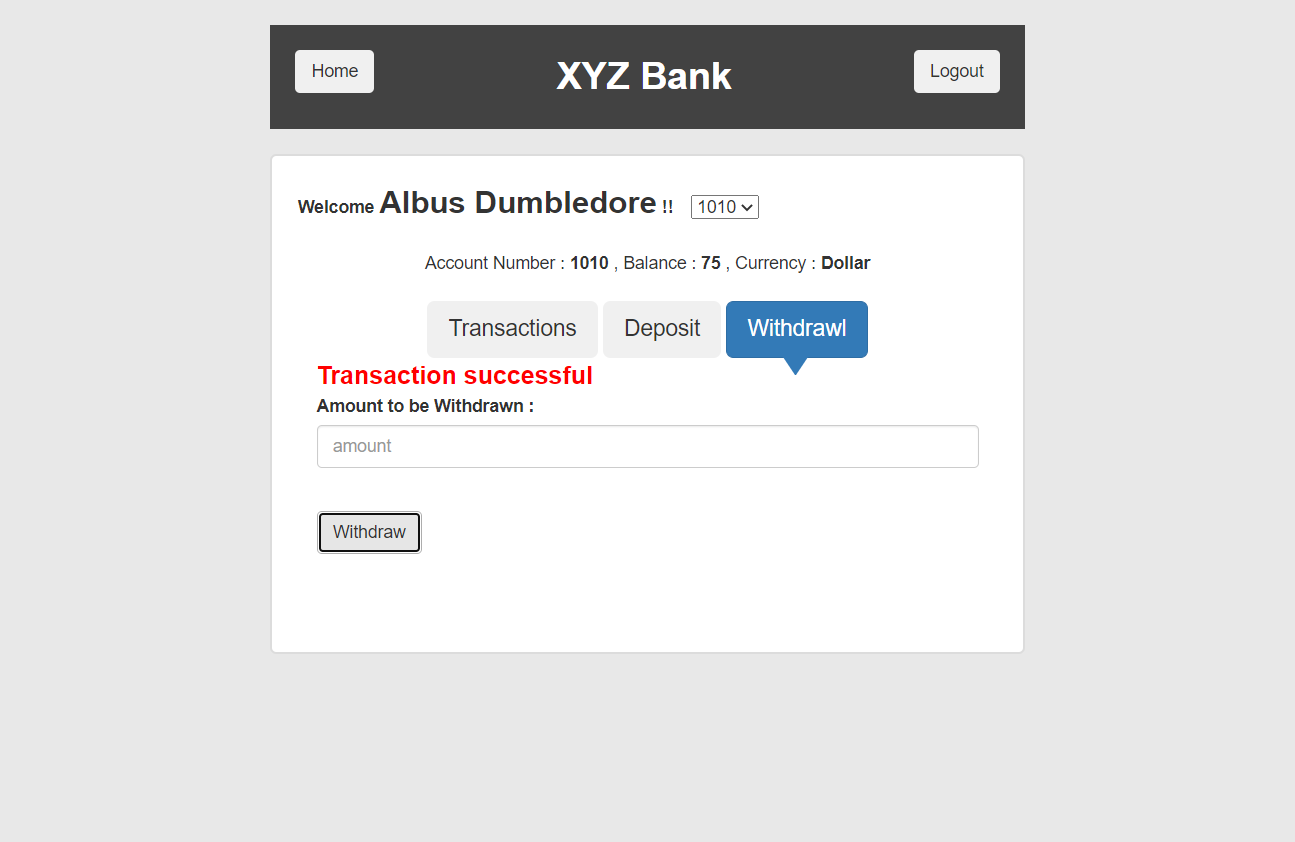 Home XYZ Bank Logout
Welcome Albus Dumbledore !! 1010
Account Number : 1010 , Balance : 75 , Currency : Dollar
Transactions Deposit Withdrawl
Transaction successful
Amount to be Withdrawn :
amount
Withdraw